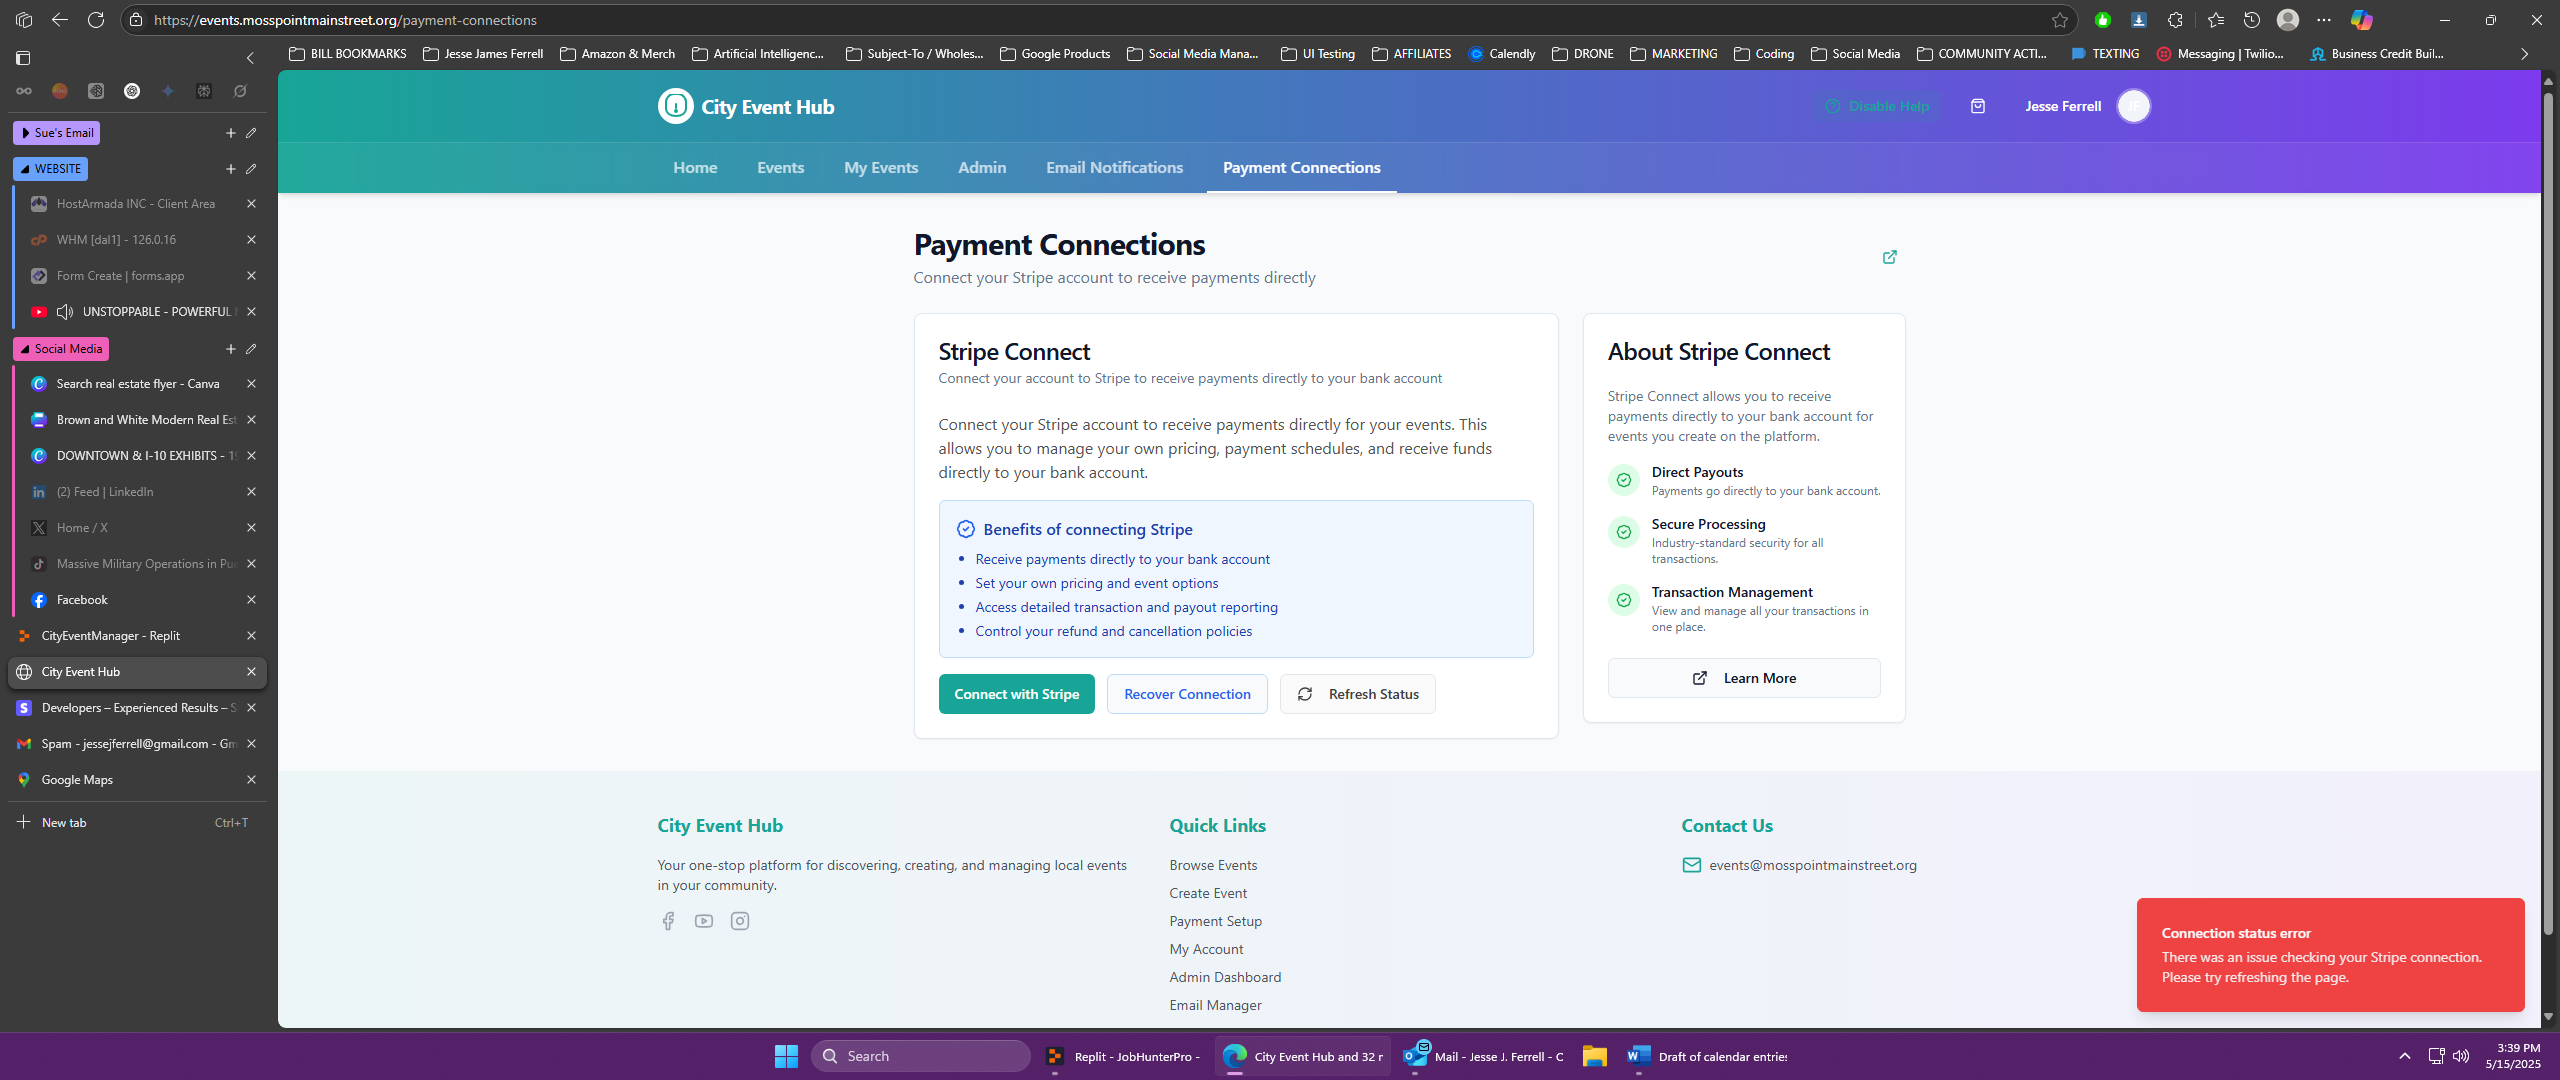 https://events.mosspointmainstreet.org/payment-connections
BILL BOOKMARKS
Jesse James Ferrell
Amazon & Merch
Artificial Intelligenc...
Subject-To / Wholes...
Google Products
Social Media Mana...
UI Testing
AFFILIATES
Calendly
DRONE
MARKETING
Coding
Social Media
COMMUNITY ACTI...
TEXTING
Messaging | Twilio...
Business Credit Buil...
Sue's Email
WEBSITE
HostArmada INC - Client Area
WHM [dal1] - 126.0.16
Form Create | forms.app
UNSTOPPABLE - POWERFUL
Social Media
Search real estate flyer - Canva
Brown and White Modern Real Est
DOWNTOWN & I-10 EXHIBITS - 19
(2) Feed | LinkedIn
Home / X
Massive Military Operations in Pue
Facebook
CityEventManager - Replit
City Event Hub
Developers – Experienced Results – S
Spam - jessejferrell@gmail.com - Gm
Google Maps
New tab
Ctrl+T
City Event Hub
Disable Help
Jesse Ferrell
JF
Home
Events
My Events
Admin
Email Notifications
Payment Connections
Payment Connections
Connect your Stripe account to receive payments directly
Stripe Connect
Connect your account to Stripe to receive payments directly to your bank account
Connect your Stripe account to receive payments directly for your events. This
allows you to manage your own pricing, payment schedules, and receive funds
directly to your bank account.
Benefits of connecting Stripe
• Receive payments directly to your bank account
• Set your own pricing and event options
• Access detailed transaction and payout reporting
• Control your refund and cancellation policies
Connect with Stripe
Recover Connection
Refresh Status
About Stripe Connect
Stripe Connect allows you to receive
payments directly to your bank account for
events you create on the platform.
Direct Payouts
Payments go directly to your bank account.
Secure Processing
Industry-standard security for all
transactions.
Transaction Management
View and manage all your transactions in
one place.
Learn More
City Event Hub
Your one-stop platform for discovering, creating, and managing local events
in your community.
Quick Links
Browse Events
Create Event
Payment Setup
My Account
Admin Dashboard
Email Manager
Contact Us
events@mosspointmainstreet.org
Connection status error
There was an issue checking your Stripe connection.
Please try refreshing the page.
Search
Replit - JobHunterPro -
City Event Hub and 32 r
Mail - Jesse J. Ferrell - C
Draft of calendar entries
3:39 PM
5/15/2025